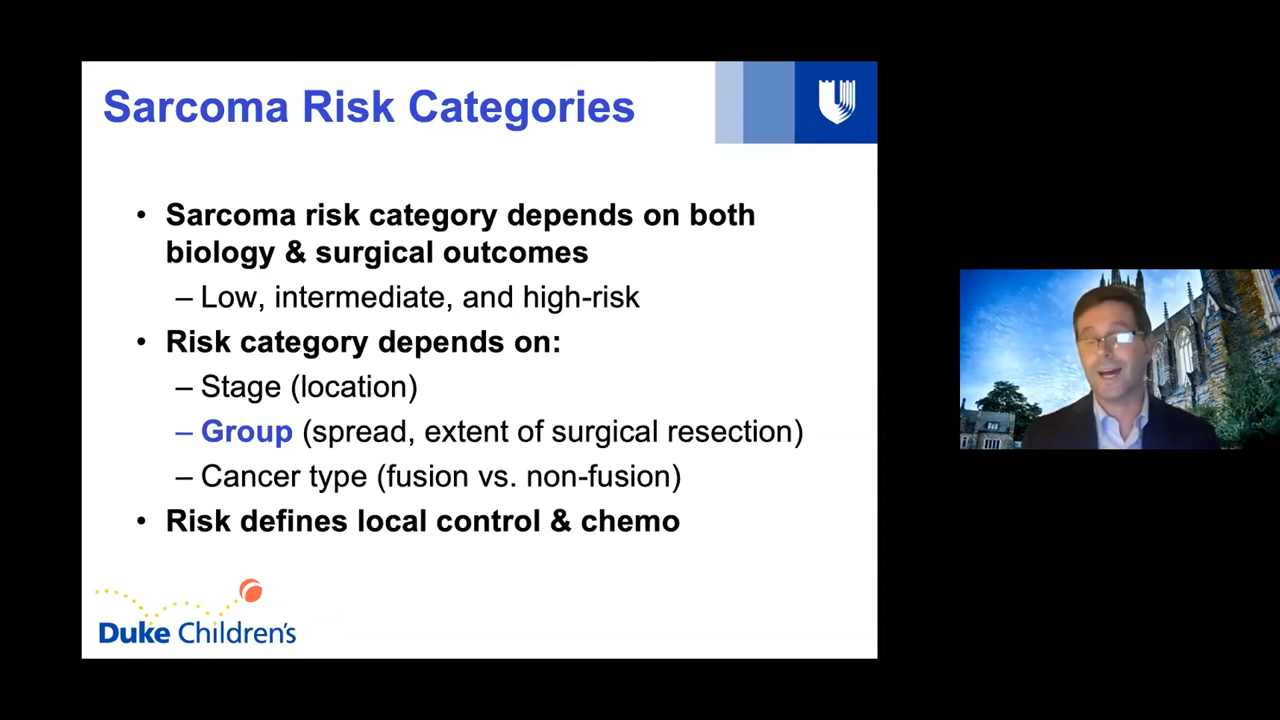 Sarcoma Risk Categories
• Sarcoma risk category depends on both
biology & surgical outcomes
– Low, intermediate, and high-risk
• Risk category depends on:
– Stage (location)
– Group (spread, extent of surgical resection)
– Cancer type (fusion vs. non-fusion)
• Risk defines local control & chemo
Duke Children's